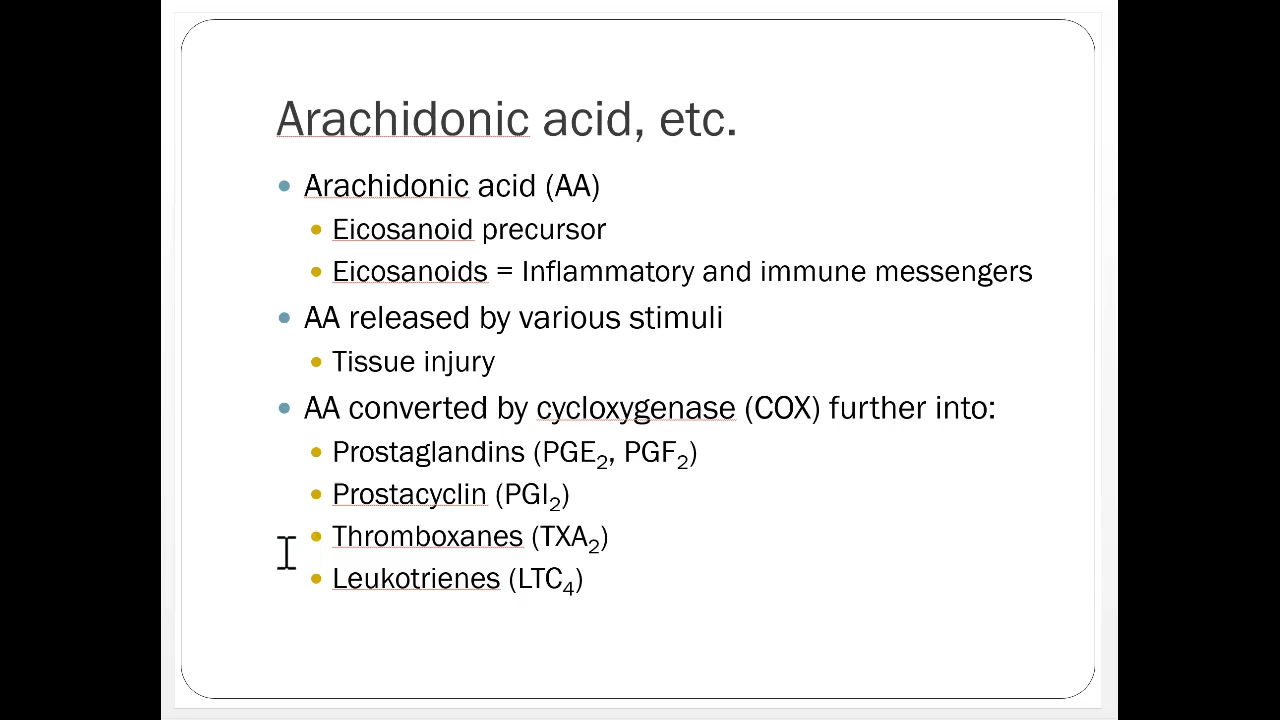 Arachidonic acid, etc.
• Arachidonic acid (AA)
• Eicosanoid precursor
• Eicosanoids = Inflammatory and immune messengers
• AA released by various stimuli
• Tissue injury
• AA converted by cycloxygenase (COX) further into:
• Prostaglandins (PGE₂, PGF₂)
• Prostacyclin (PGI₂)
• Thromboxanes (TXA₂)
• Leukotrienes (LTC₄)